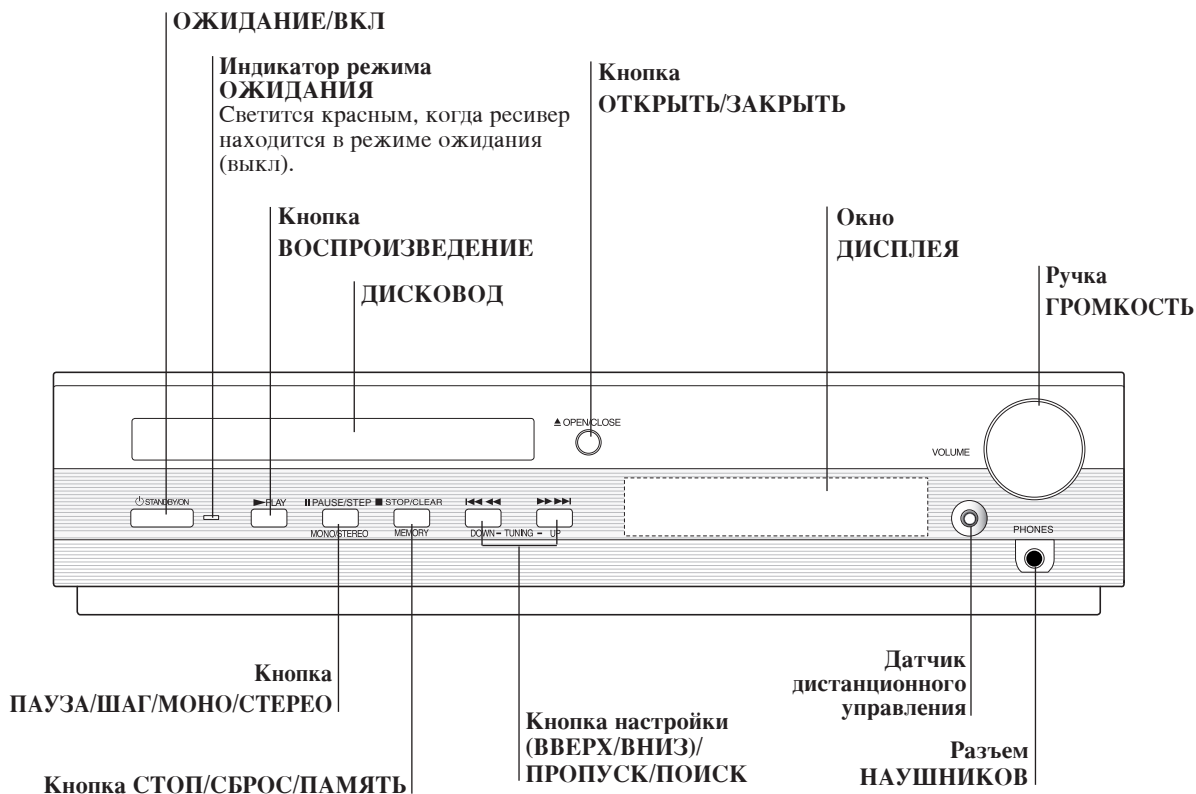 ОЖИДАНИЕ/ВКЛ
Индикатор режима
ОЖИДАНИЯ
Светится красным, когда ресивер
находится в режиме ожидания
(выкл).
Кнопка
ОТКРЫТЬ/ЗАКРЫТЬ
Кнопка
ВОСПРОИЗВЕДЕНИЕ
Окно
ДИСПЛЕЯ
ДИСКОВОД
Ручка
ГРОМКОСТЬ
OPEN/CLOSE
VOLUME
STANDBY/ON
PLAY
PAUSE/STEP
STOP/CLEAR
MONO/STEREO
MEMORY
DOWN – TUNING – UP
PHONES
Кнопка
ПАУЗА/ШАГ/МОНО/СТЕРЕО
Кнопка СТОП/СБРОС/ПАМЯТЬ
Кнопка настройки
(ВВЕРХ/ВНИЗ)/
ПРОПУСК/ПОИСК
Датчик
дистанционного
управления
Разъем
НАУШНИКОВ